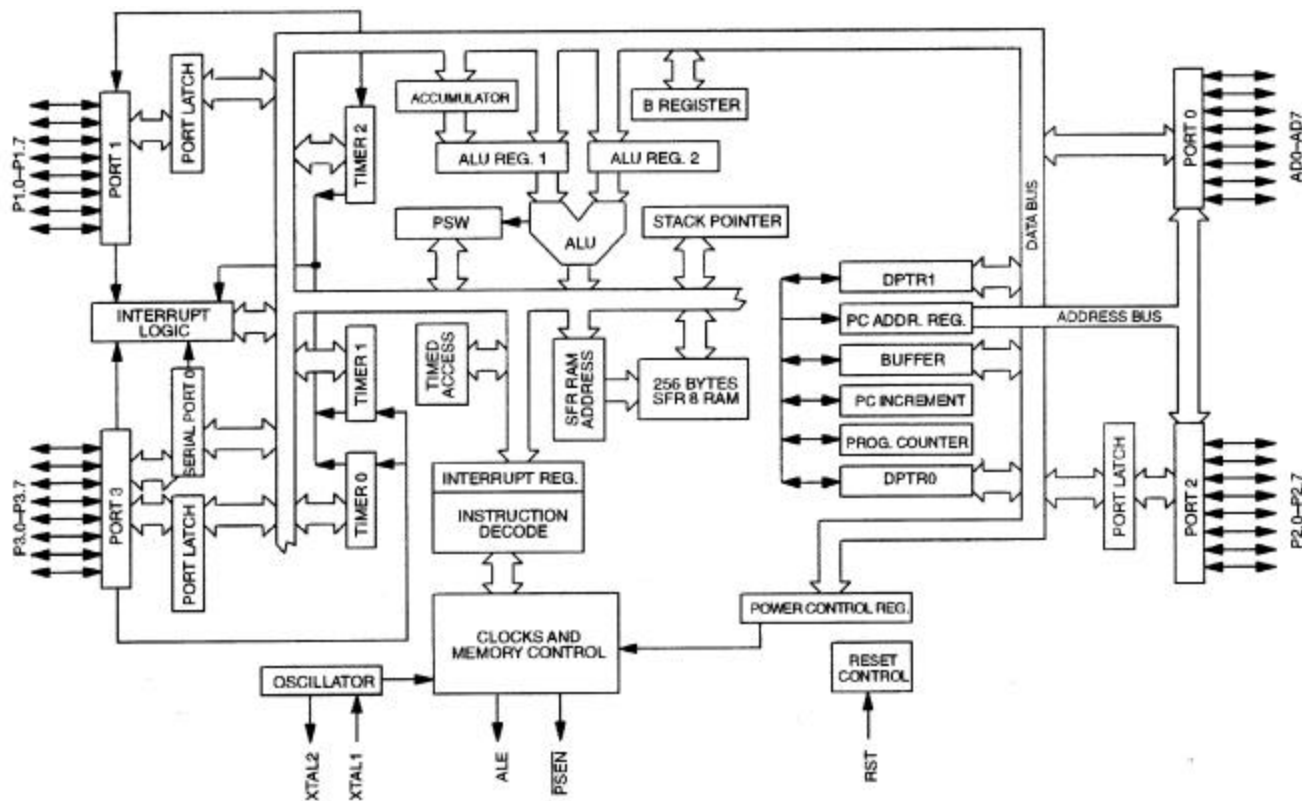 P1.0–P1.7
PORT 1
PORT LATCH
TIMER 2
ACCUMULATOR
ALU REG. 1
ALU REG. 2
B REGISTER
PORT 0
AD0–AD7
PSW
ALU
STACK POINTER
DATA BUS
INTERRUPT
LOGIC
DPTR1
PC ADDR. REG.
ADDRESS BUS
BUFFER
PC INCREMENT
PROG. COUNTER
DPTR0
TIMER 1
TIMED
ACCESS
SFR RAM
ADDRESS
256 BYTES
SFR 8 RAM
SERIAL PORT 0
P3.0–P3.7
PORT 3
PORT LATCH
TIMER 0
INTERRUPT REG.
INSTRUCTION
DECODE
PORT LATCH
PORT 2
P2.0–P2.7
CLOCKS AND
MEMORY CONTROL
POWER CONTROL REG.
RESET
CONTROL
OSCILLATOR
XTAL2
XTAL1
ALE
PSEN
RST